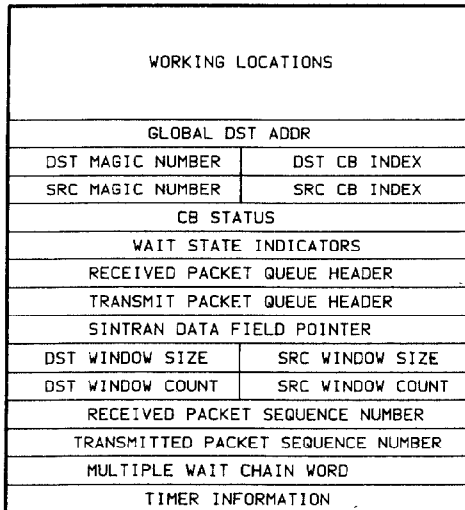 WORKING LOCATIONS
GLOBAL DST ADDR
DST MAGIC NUMBER DST CB INDEX
SRC MAGIC NUMBER SRC CB INDEX
CB STATUS
WAIT STATE INDICATORS
RECEIVED PACKET QUEUE HEADER
TRANSMIT PACKET QUEUE HEADER
SINTRAN DATA FIELD POINTER
DST WINDOW SIZE SRC WINDOW SIZE
DST WINDOW COUNT SRC WINDOW COUNT
RECEIVED PACKET SEQUENCE NUMBER
TRANSMITTED PACKET SEQUENCE NUMBER
MULTIPLE WAIT CHAIN WORD
TIMER INFORMATION